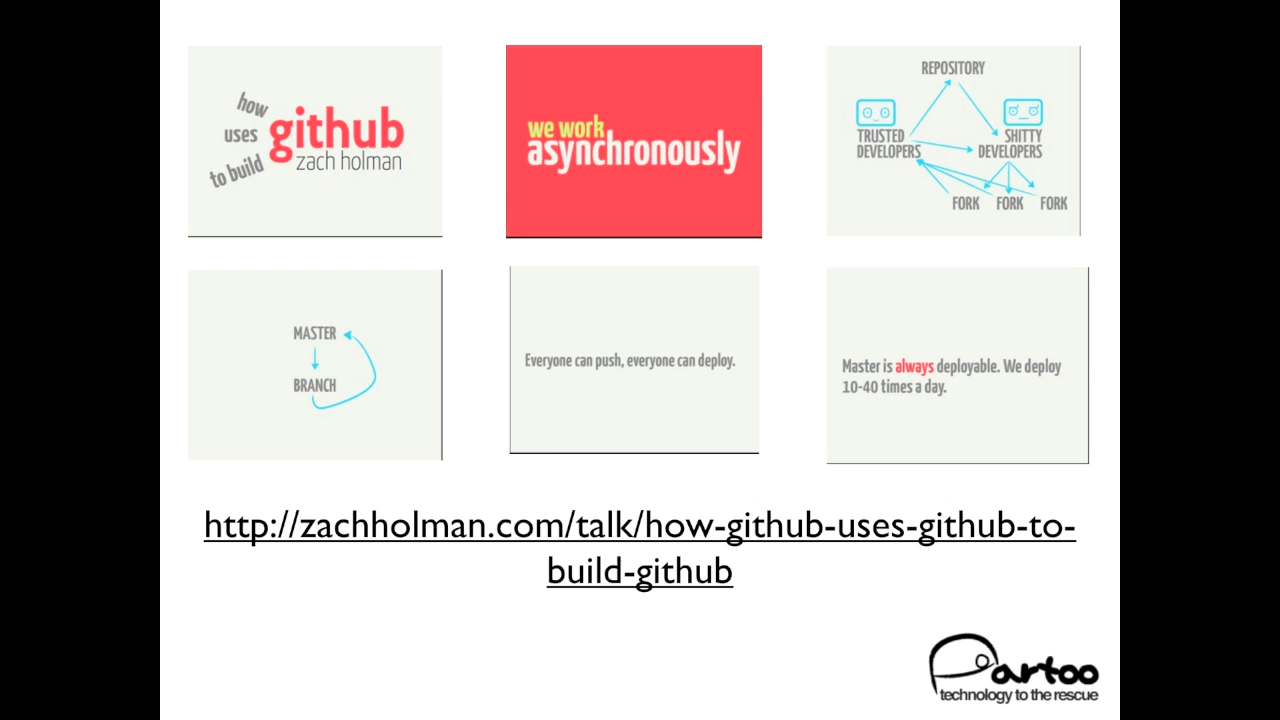 how
uses
to build
github
zach holman
we work
asynchronously
REPOSITORY
TRUSTED
DEVELOPERS
SHITTY
DEVELOPERS
FORK FORK FORK
MASTER
BRANCH
Everyone can push, everyone can deploy.
Master is always deployable. We deploy
10-40 times a day.
http://zachholman.com/talk/how-github-uses-github-to-
build-github
Partoo
technology to the rescue